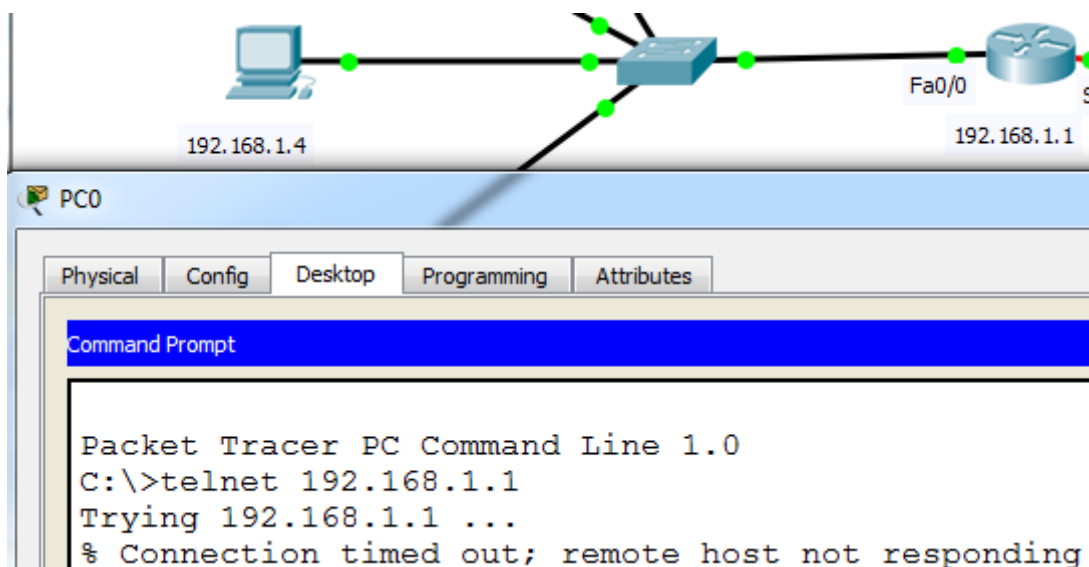 Fa0/0
192.168.1.4
192.168.1.1
PC0
Physical Config Desktop Programming Attributes
Command Prompt
Packet Tracer PC Command Line 1.0
C:\>telnet 192.168.1.1
Trying 192.168.1.1 ...
% Connection timed out; remote host not responding